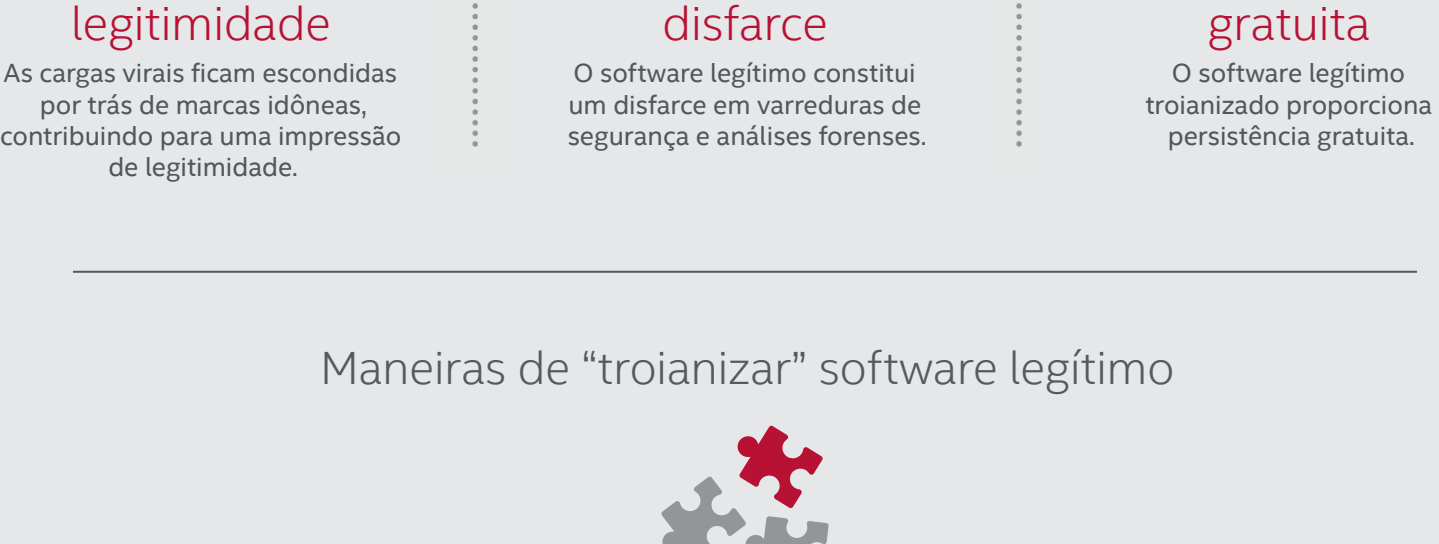 legitimidade
As cargas virais ficam escondidas
por trás de marcas idôneas,
contribuindo para uma impressão
de legitimidade.
disfarce
O software legítimo constitui
um disfarce em varreduras de
segurança e análises forenses.
gratuita
O software legítimo
troianizado proporciona
persistência gratuita.
Maneiras de “troianizar” software legítimo